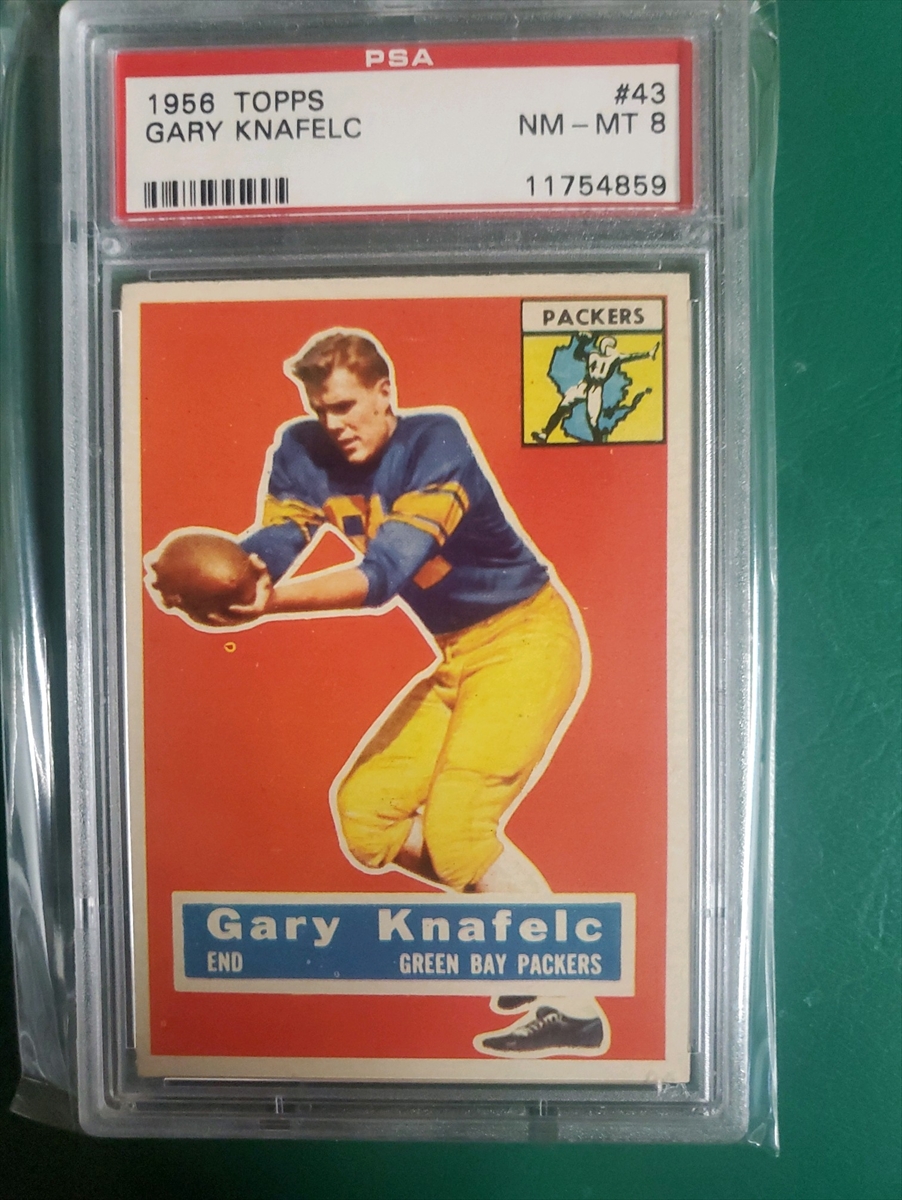 PSA
1956 TOPPS #43
GARY KNAFELC NM - MT 8
11754859
PACKERS
Gary Knafelc
END GREEN BAY PACKERS